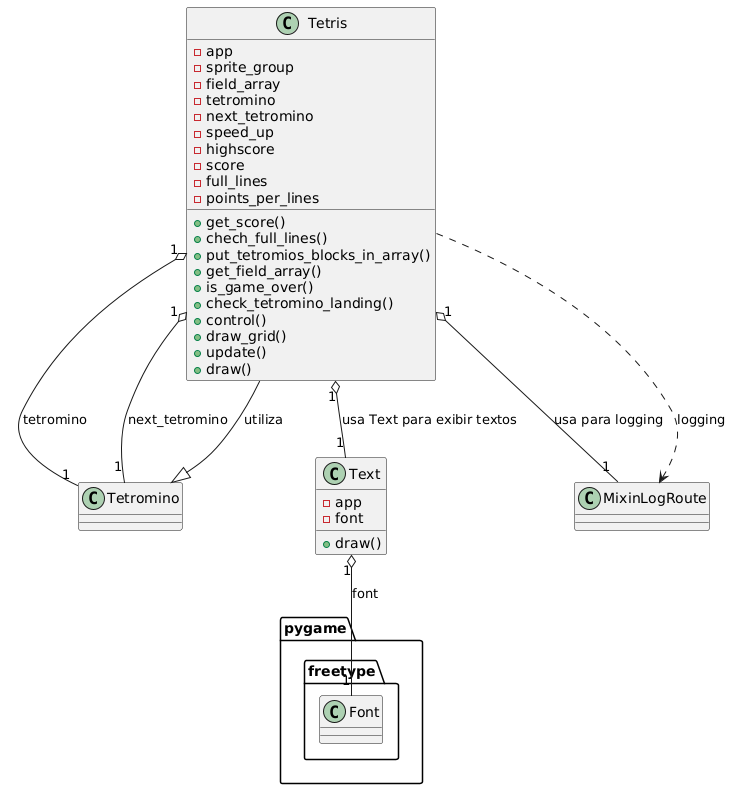 C Tetris
app
sprite_group
field_array
tetromino
next_tetromino
speed_up
highscore
score
full_lines
points_per_lines
get_score()
chech_full_lines()
put_tetromios_blocks_in_array()
get_field_array()
is_game_over()
check_tetromino_landing()
control()
draw_grid()
update()
draw()
1
1
1
1
tetromino
next_tetromino
utiliza
usa Text para exibir textos
usa para logging
logging
1
1
1
1
C Tetromino
C Text
app
font
draw()
C MixinLogRoute
1
font
pygame
freetype
1
C Font